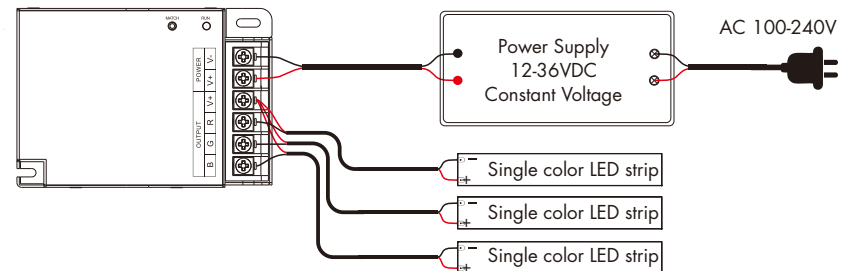 MATCH
RUN
POWER
V-
V+
OUTPUT
V+
R
G
B
Power Supply
12-36VDC
Constant Voltage
AC 100-240V
- Single color LED strip
+
- Single color LED strip
+
- Single color LED strip
+